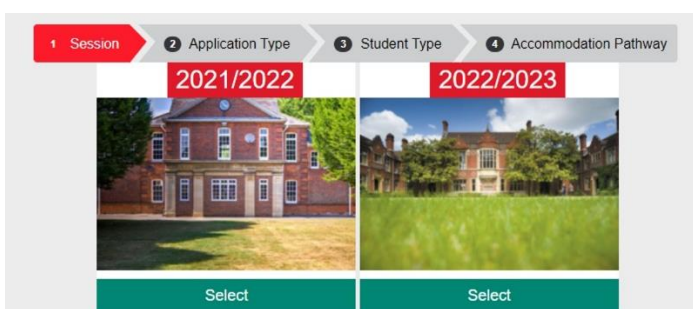 1 Session 2 Application Type 3 Student Type 4 Accommodation Pathway
2021/2022 2022/2023
Select Select